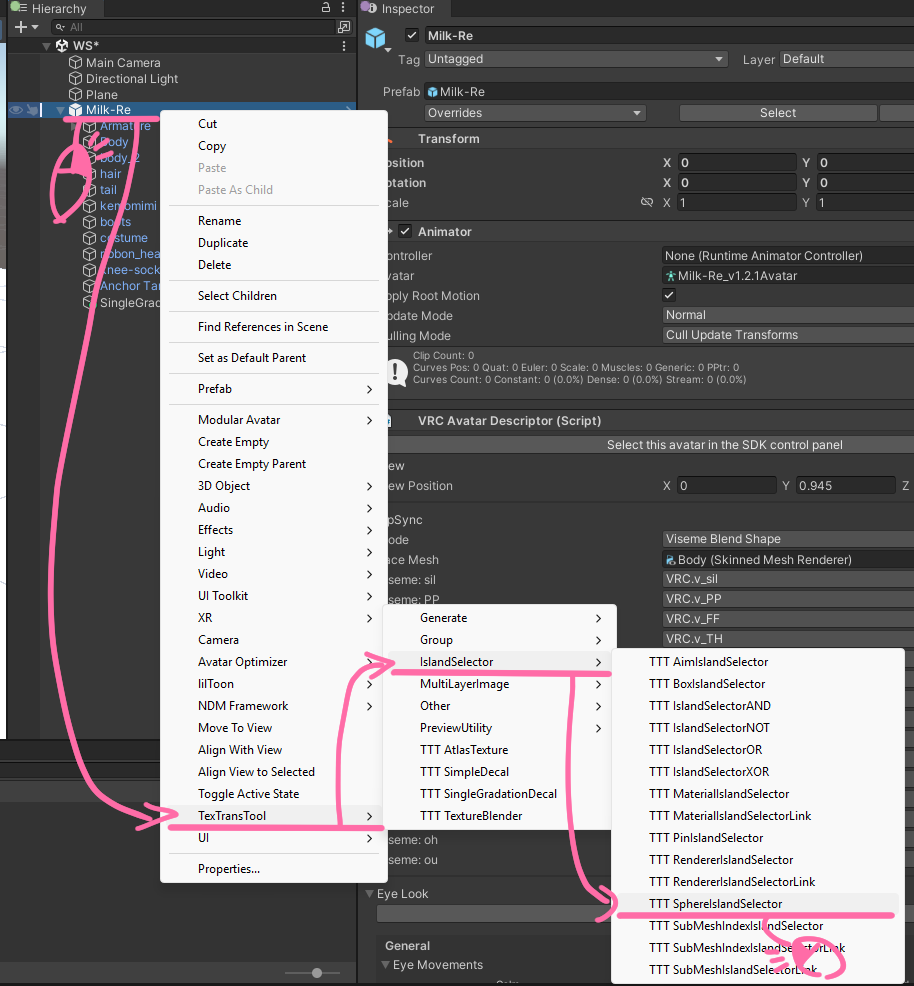 Hierarchy
All
WS*
Main Camera
Directional Light
Plane
Milk-Re
Armature
Body
body_2
hair
tail
kemomimi
boots
costume
ribbon_hea
knee-sock
Anchor Tar
SingleGrad
Cut
Copy
Paste
Paste As Child
Rename
Duplicate
Delete
Select Children
Find References in Scene
Set as Default Parent
Prefab
Modular Avatar
Create Empty
Create Empty Parent
3D Object
Audio
Effects
Light
Video
UI Toolkit
XR
Camera
Avatar Optimizer
lilToon
NDM Framework
Move To View
Align With View
Align View to Selected
Toggle Active State
TexTransTool
UI
Properties...
Generate
Group
IslandSelector
MultiLayerImage
Other
PreviewUtility
TTT AtlasTexture
TTT SimpleDecal
TTT SingleGradationDecal
TTT TextureBlender
TTT AimIslandSelector
TTT BoxIslandSelector
TTT IslandSelectorAND
TTT IslandSelectorNOT
TTT IslandSelectorOR
TTT IslandSelectorXOR
TTT MaterialIslandSelector
TTT MaterialIslandSelectorLink
TTT PinIslandSelector
TTT RendererIslandSelector
TTT RendererIslandSelectorLink
TTT SphereIslandSelector
TTT SubMeshIndexIslandSelector
TTT SubMeshIndexIslandSelectorLink
TTT SubMeshIslandSelectorLink
Inspector
Milk-Re
Tag Untagged Layer Default
Prefab Milk-Re
Overrides Select
Transform
osition X 0 Y 0
otation X 0 Y 0
cale X 1 Y 1
Animator
ontroller None (Runtime Animator Controller)
vatar Milk-Re_v1.2.1Avatar
pply Root Motion
pdate Mode Normal
ulling Mode Cull Update Transforms
Clip Count: 0
Curves Pos: 0 Quat: 0 Euler: 0 Scale: 0 Muscles: 0 Generic: 0 PPtr: 0
Curves Count: 0 Constant: 0 (0.0%) Dense: 0 (0.0%) Stream: 0 (0.0%)
VRC Avatar Descriptor (Script)
Select this avatar in the SDK control panel
ew
ew Position X 0 Y 0.945 Z
pSync
ode Viseme Blend Shape
ace Mesh Body (Skinned Mesh Renderer)
seme: sil VRC.v_sil
seme: PP VRC.v_PP
VRC.v_FF
VRC.v_TH
seme: oh
seme: ou
Eye Look
General
Eye Movements